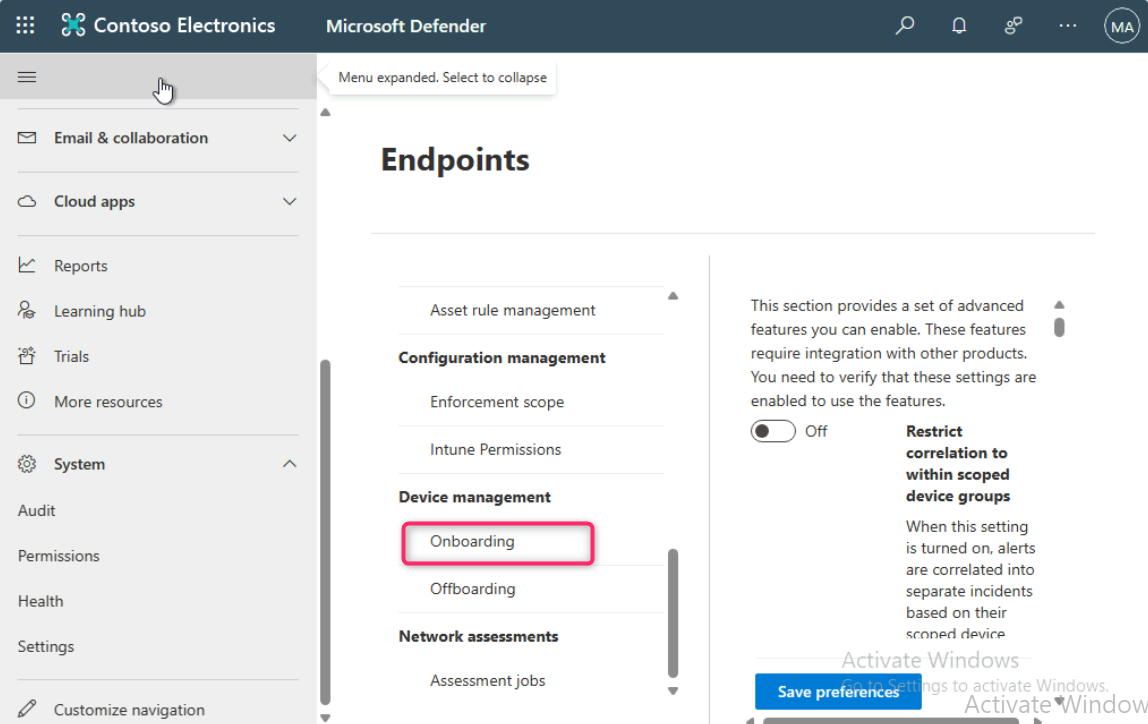 Contoso Electronics
Microsoft Defender
MA
Menu expanded. Select to collapse
Email & collaboration
Cloud apps
Reports
Learning hub
Trials
More resources
System
Audit
Permissions
Health
Settings
Customize navigation
Endpoints
Asset rule management
Configuration management
Enforcement scope
Intune Permissions
Device management
Onboarding
Offboarding
Network assessments
Assessment jobs
This section provides a set of advanced
features you can enable. These features
require integration with other products.
You need to verify that these settings are
enabled to use the features.
Off
Restrict
correlation to
within scoped
device groups
When this setting
is turned on, alerts
are correlated into
separate incidents
based on their
scoped device
Save preferences
Activate Windows
Go to Settings to activate Windows.
Activate Window